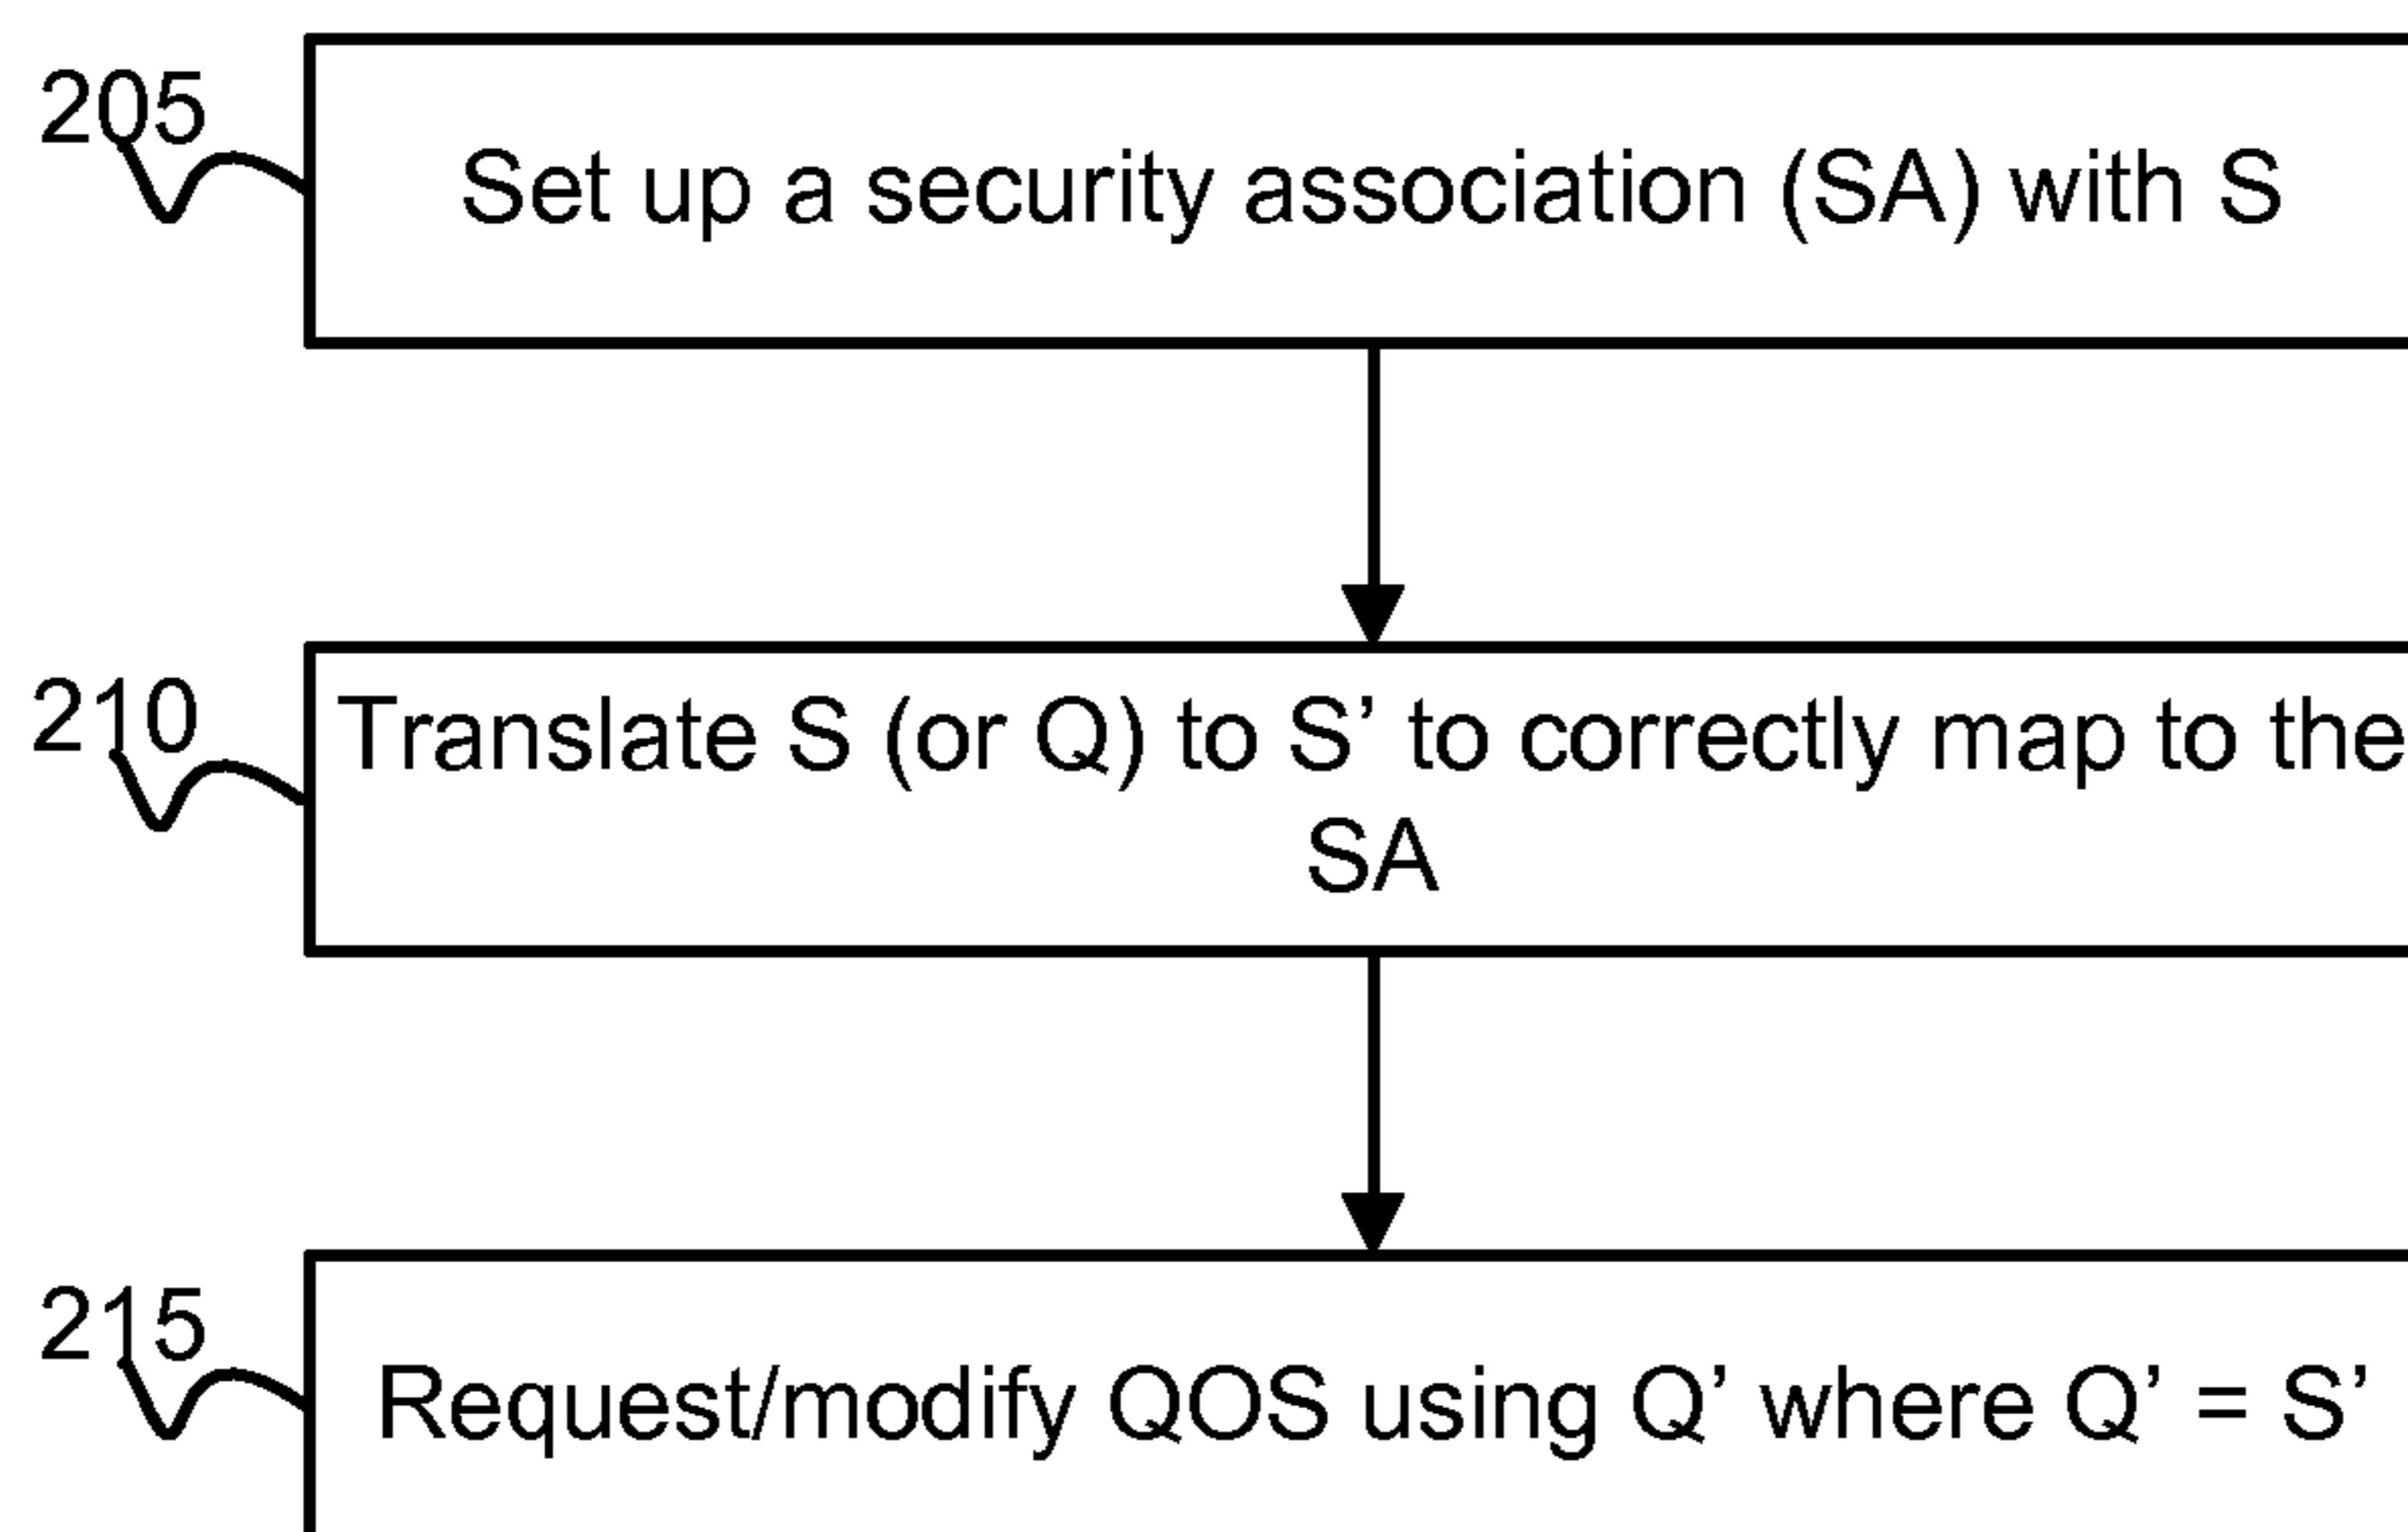 205
Set up a security association (SA) with S
210
Translate S (or Q) to S’ to correctly map to the
SA
215
Request/modify QOS using Q’ where Q’ = S’